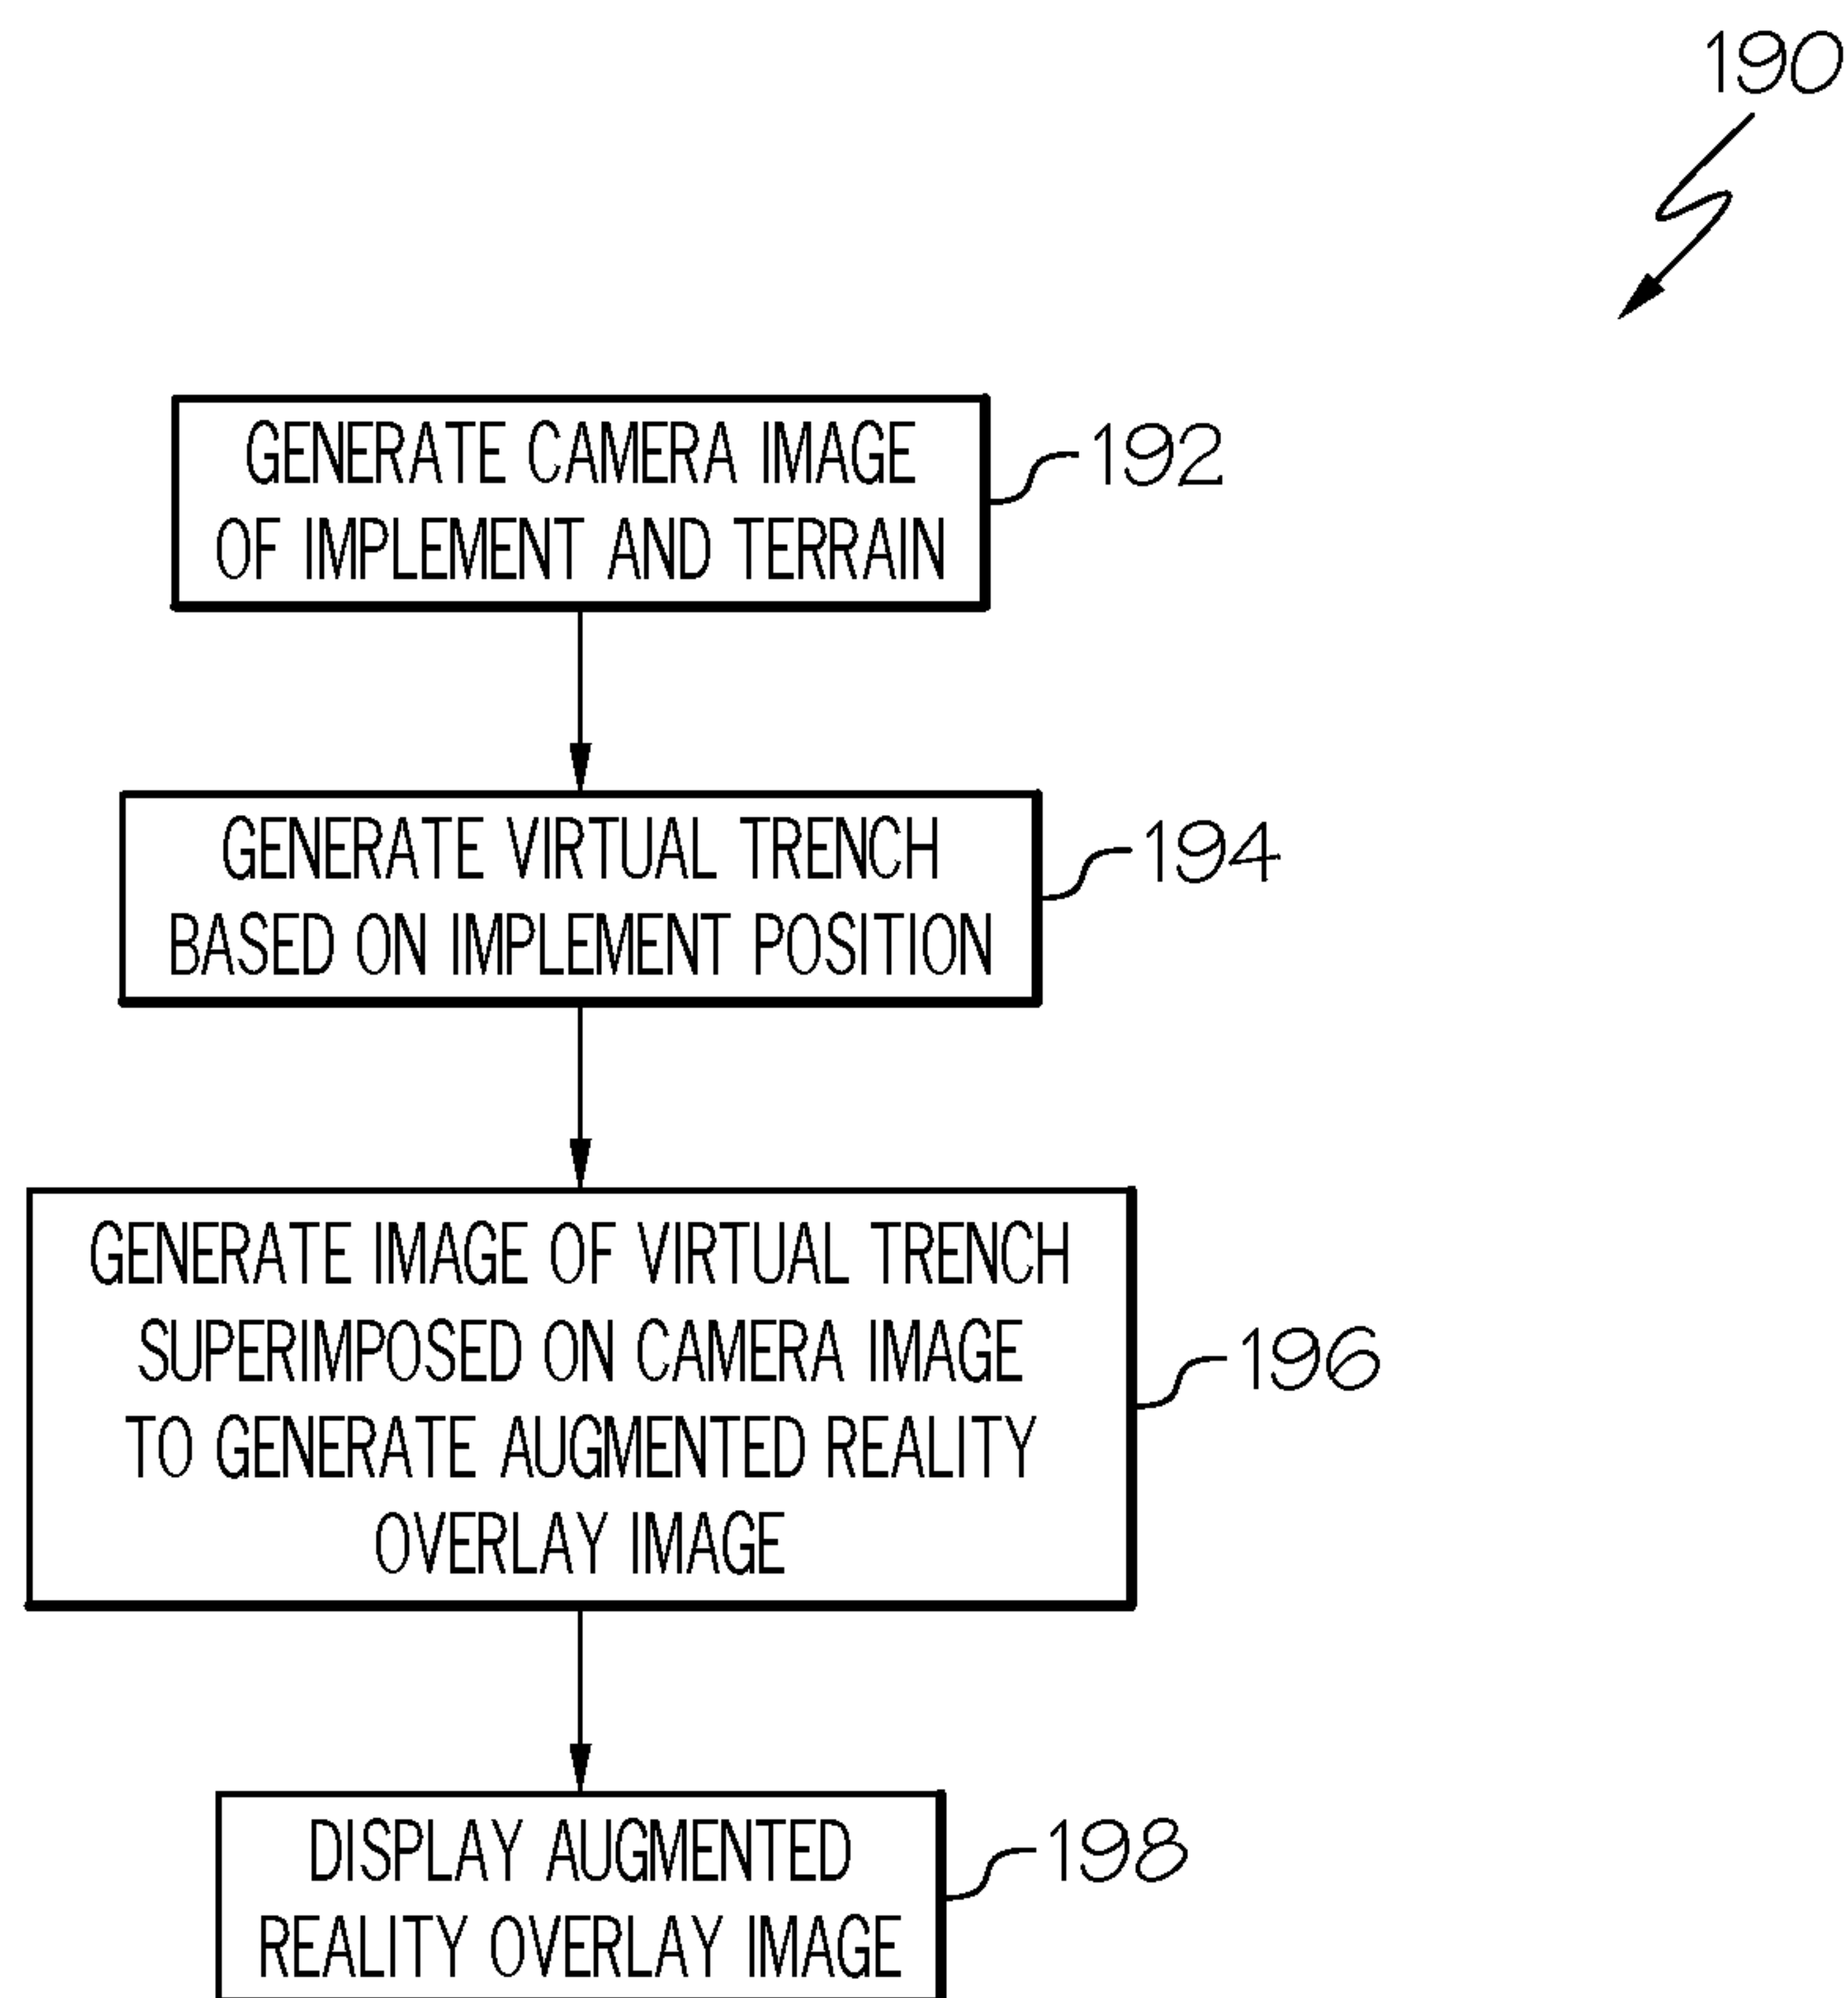 190
GENERATE CAMERA IMAGE
OF IMPLEMENT AND TERRAIN
192
GENERATE VIRTUAL TRENCH
BASED ON IMPLEMENT POSITION
194
GENERATE IMAGE OF VIRTUAL TRENCH
SUPERIMPOSED ON CAMERA IMAGE
TO GENERATE AUGMENTED REALITY
OVERLAY IMAGE
196
DISPLAY AUGMENTED
REALITY OVERLAY IMAGE
198